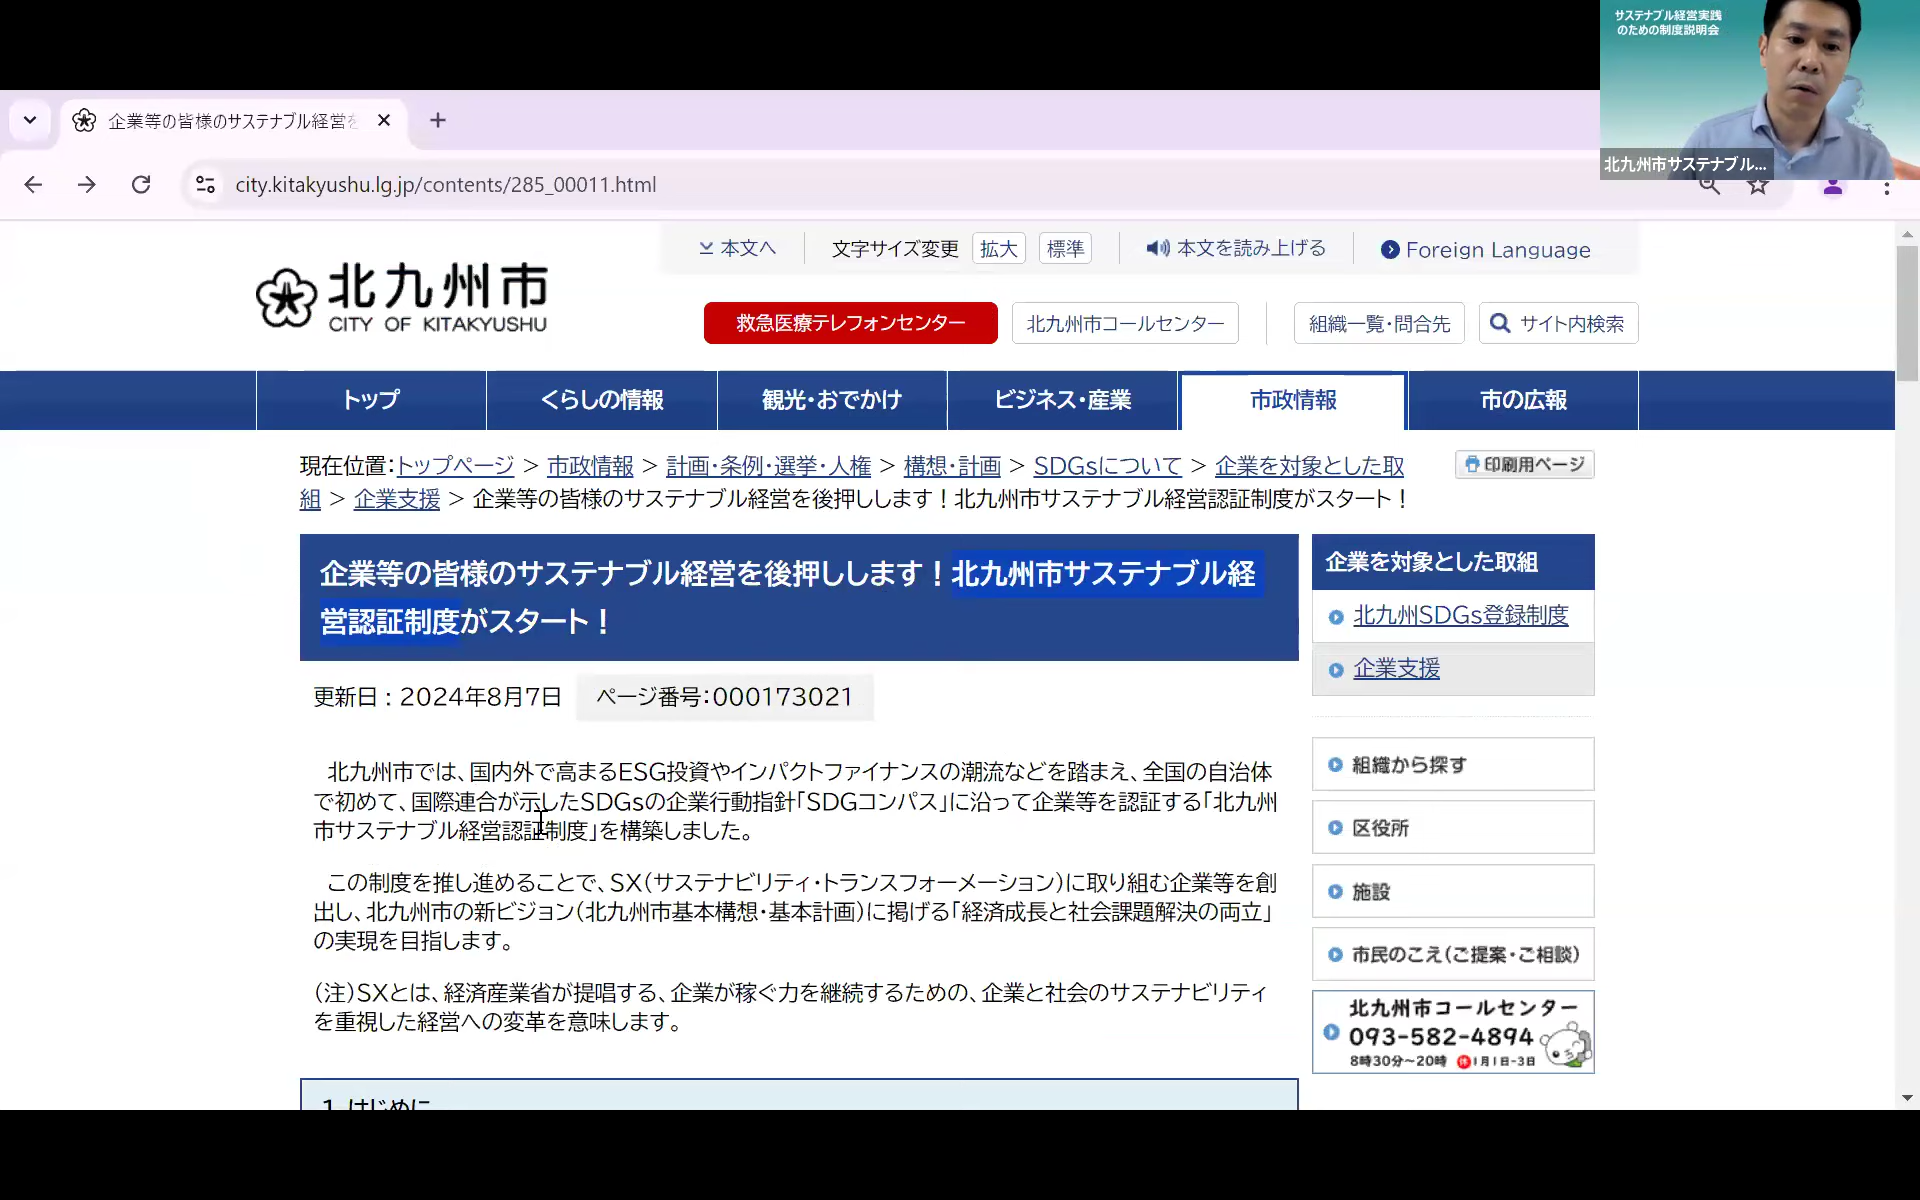 サステナブル経営実践
のための制度説明会
北九州市サステナブル...
企業等の皆様のサステナブル経営を
city.kitakyushu.lg.jp/contents/285_00011.html
本文へ
文字サイズ変更
拡大
標準
本文を読み上げる
Foreign Language
北九州市
CITY OF KITAKYUSHU
救急医療テレフォンセンター
北九州市コールセンター
組織一覧・問合先
サイト内検索
トップ
くらしの情報
観光・おでかけ
ビジネス・産業
市政情報
市の広報
現在位置：トップページ > 市政情報 > 計画・条例・選挙・人権 > 構想・計画 > SDGsについて > 企業を対象とした取
組 > 企業支援 > 企業等の皆様のサステナブル経営を後押しします！北九州市サステナブル経営認証制度がスタート！
印刷用ページ
企業等の皆様のサステナブル経営を後押しします！北九州市サステナブル経
営認証制度がスタート！
更新日：2024年8月7日
ページ番号：000173021
北九州市では、国内外で高まるESG投資やインパクトファイナンスの潮流などを踏まえ、全国の自治体
で初めて、国際連合が示したSDGsの企業行動指針「SDGコンパス」に沿って企業等を認証する「北九州
市サステナブル経営認証制度」を構築しました。
この制度を推し進めることで、SX（サステナビリティ・トランスフォーメーション）に取り組む企業等を創
出し、北九州市の新ビジョン（北九州市基本構想・基本計画）に掲げる「経済成長と社会課題解決の両立」
の実現を目指します。
（注）SXとは、経済産業省が提唱する、企業が稼ぐ力を継続するための、企業と社会のサステナビリティ
を重視した経営への変革を意味します。
1 はじめに
企業を対象とした取組
北九州SDGs登録制度
企業支援
組織から探す
区役所
施設
市民のこえ（ご提案・ご相談）
北九州市コールセンター
093-582-4894
8時30分～20時 休1月1日-3日